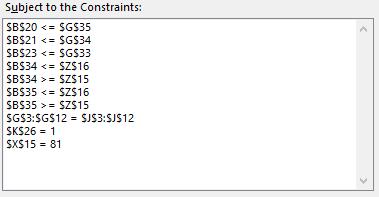 Subject to the Constraints:
$B$20 <= $G$35
$B$21 <= $G$34
$B$23 <= $G$33
$B$34 <= $Z$16
$B$34 >= $Z$15
$B$35 <= $Z$16
$B$35 >= $Z$15
$G$3:$G$12 = $J$3:$J$12
$K$26 = 1
$X$15 = 81